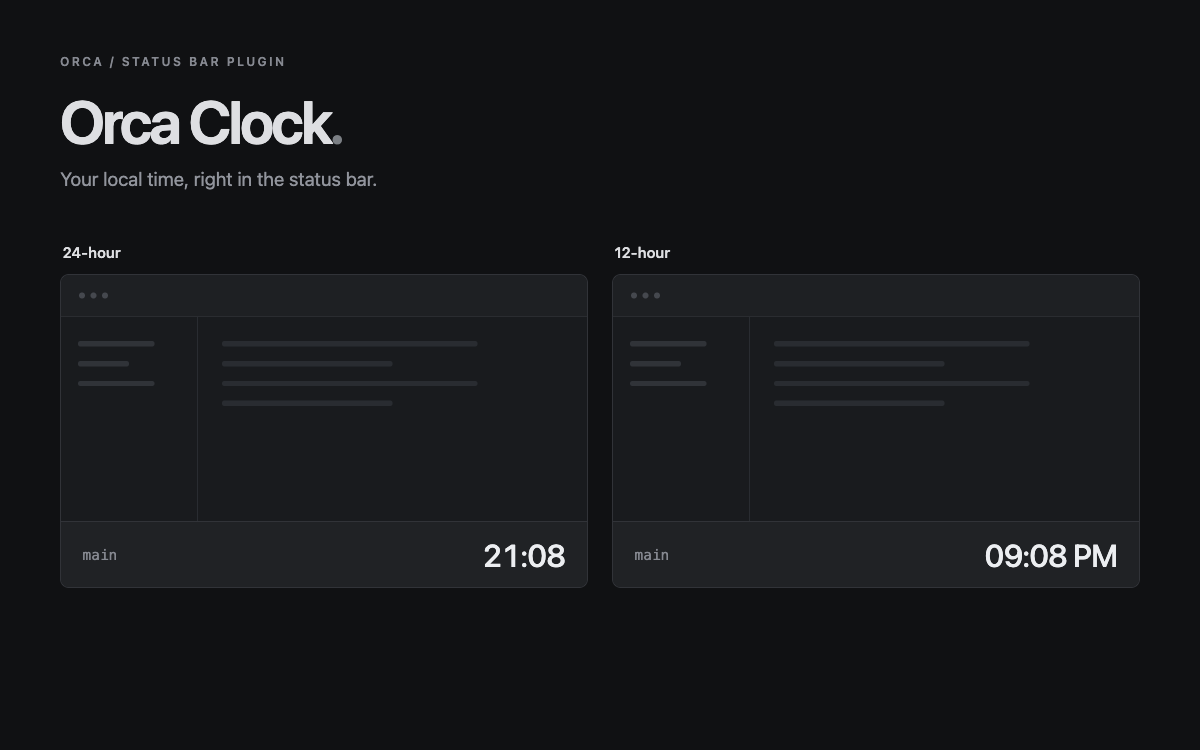 ORCA / STATUS BAR PLUGIN
Orca Clock.
Your local time, right in the status bar.
24-hour
main
21:08
12-hour
main
09:08 PM